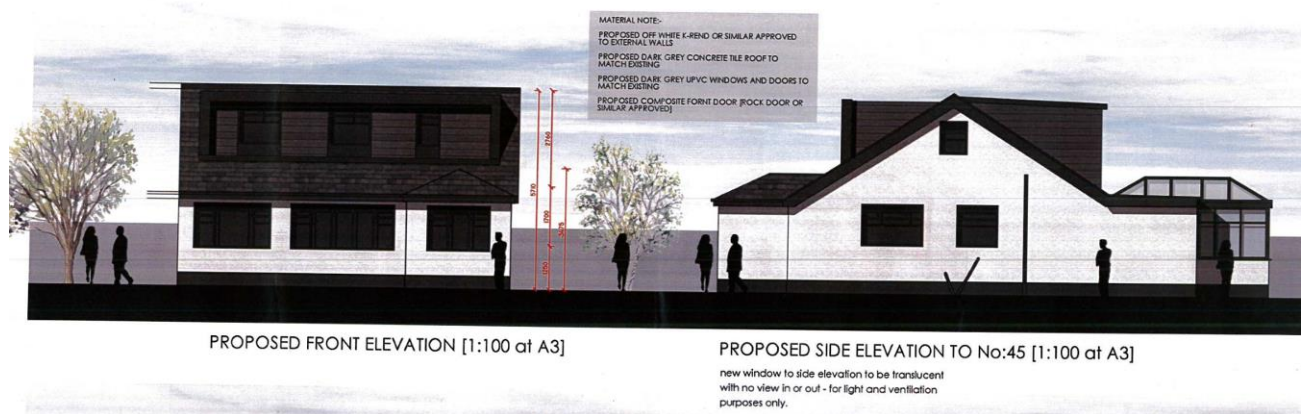 MATERIAL NOTE:-
PROPOSED OFF WHITE K-REND OR SIMILAR APPROVED
TO EXTERNAL WALLS
PROPOSED DARK GREY CONCRETE TILE ROOF TO
MATCH EXISTING
PROPOSED DARK GREY UPVC WINDOWS AND DOORS TO
MATCH EXISTING
PROPOSED COMPOSITE FORNT DOOR [ROCK DOOR OR
SIMILAR APPROVED]
2760
5710
1700
1250
PROPOSED FRONT ELEVATION [1:100 at A3]
PROPOSED SIDE ELEVATION TO No:45 [1:100 at A3]
new window to side elevation to be translucent
with no view in or out - for light and ventilation
purposes only.